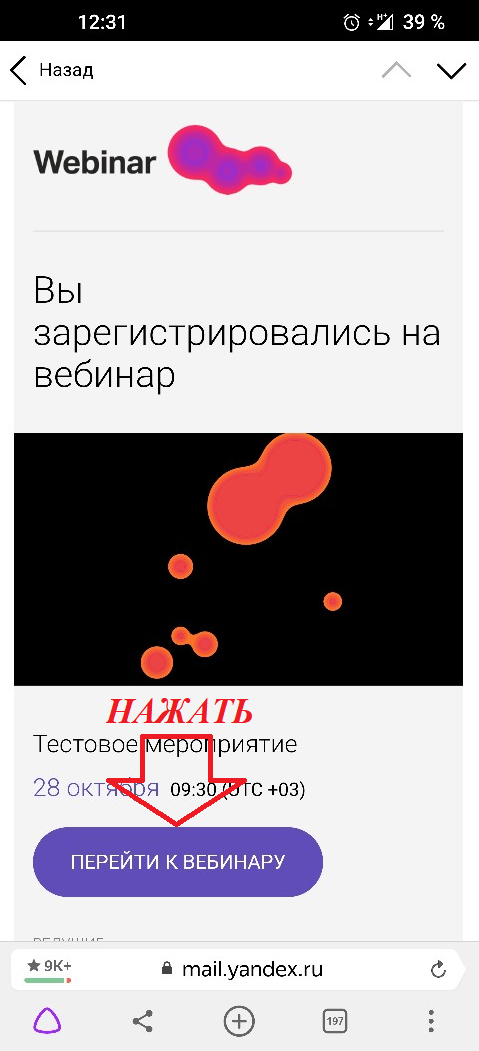 12:31
H+ 39 %
Назад
Webinar
Вы
зарегистрировались на
вебинар
НАЖАТЬ
Тестовое мероприятие
28 октября 09:30 (UTC +03)
ПЕРЕЙТИ К ВЕБИНАРУ
ВЕДУЩИЕ
9K+ mail.yandex.ru
197